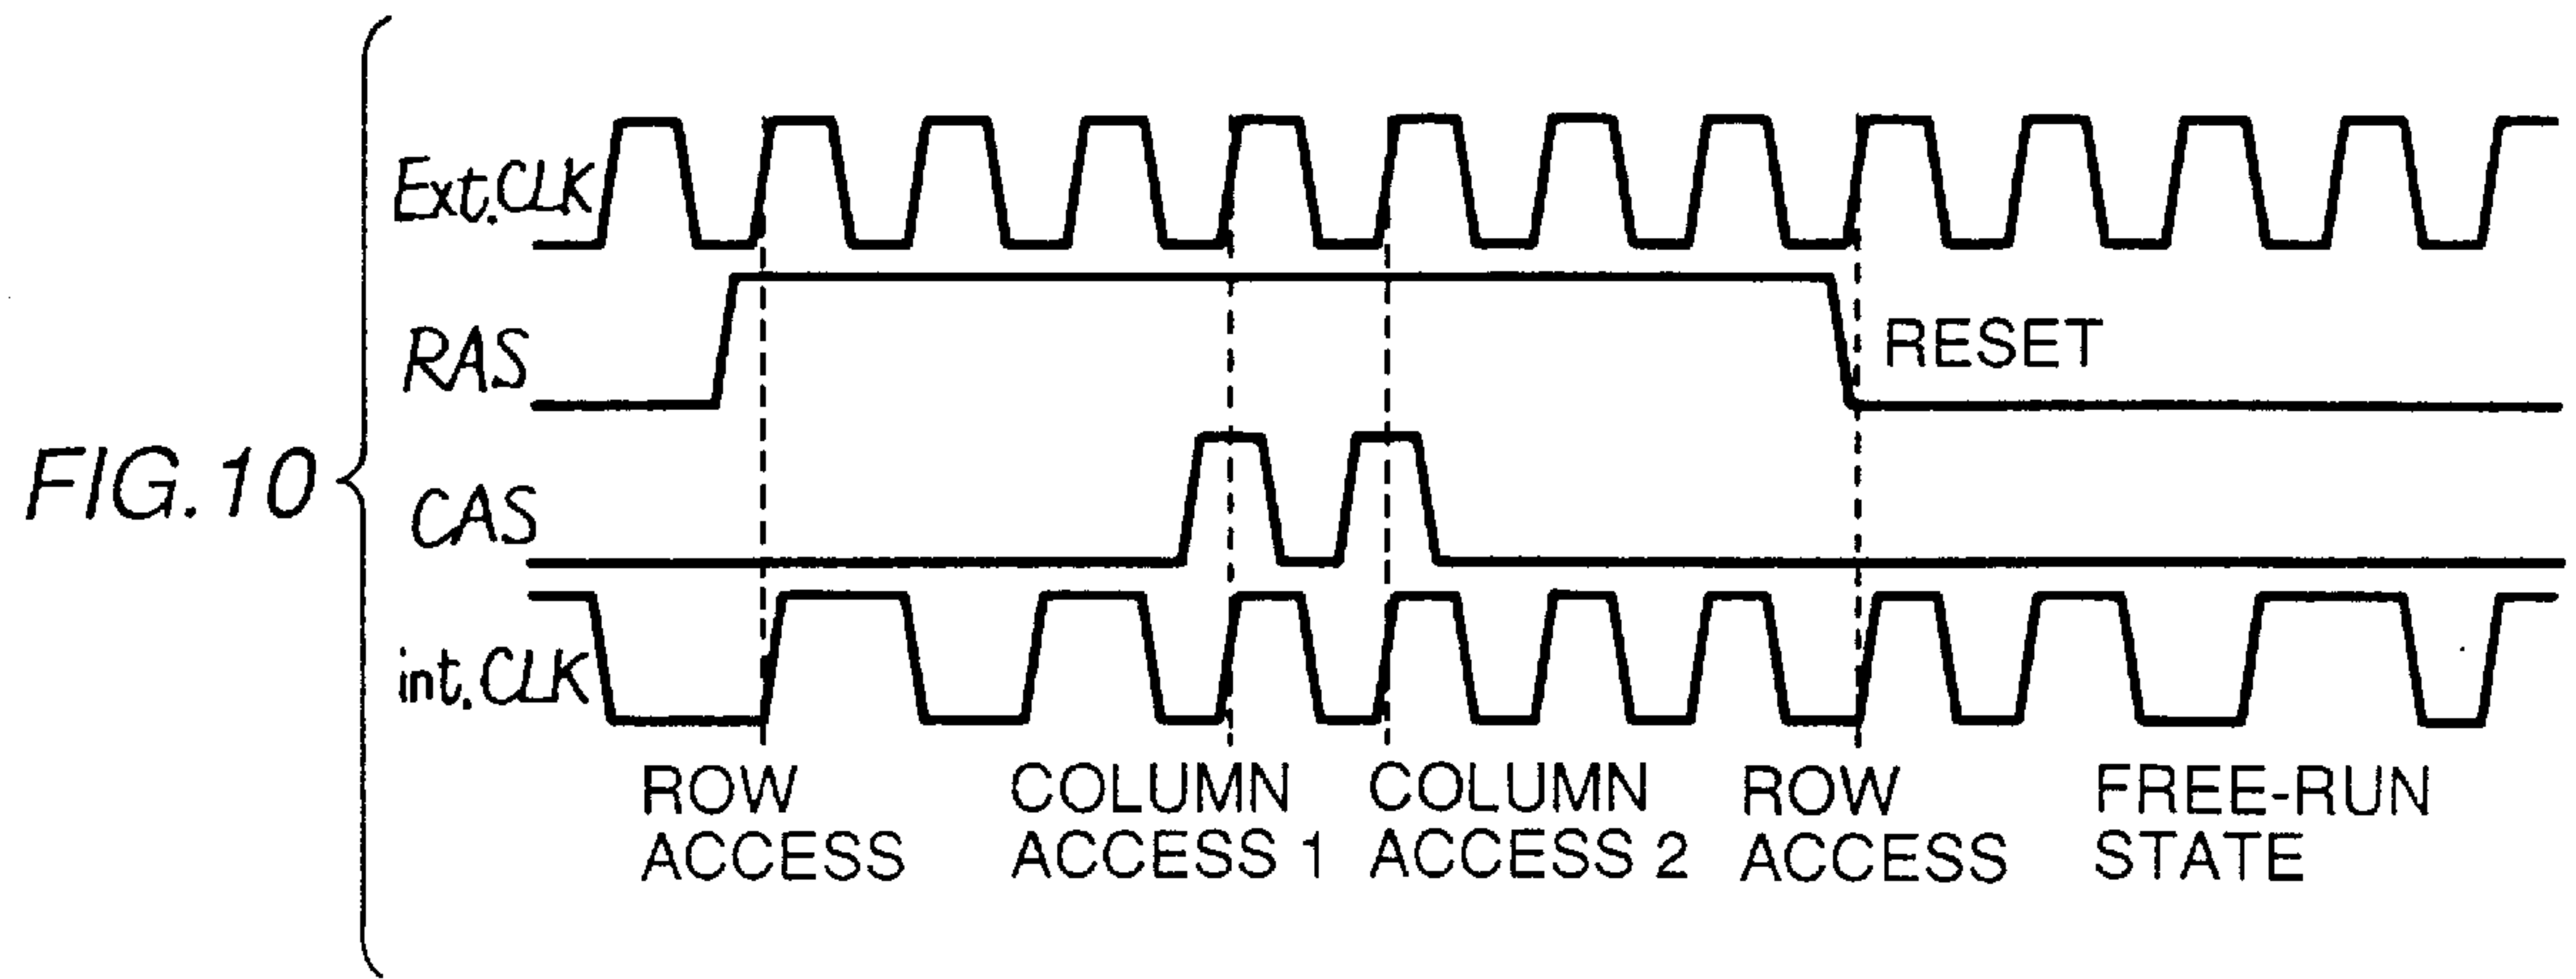 FIG.10
Ext.CLK
RAS
RESET
CAS
int.CLK
ROW
ACCESS
COLUMN
ACCESS 1
COLUMN
ACCESS 2
ROW
ACCESS
FREE-RUN
STATE